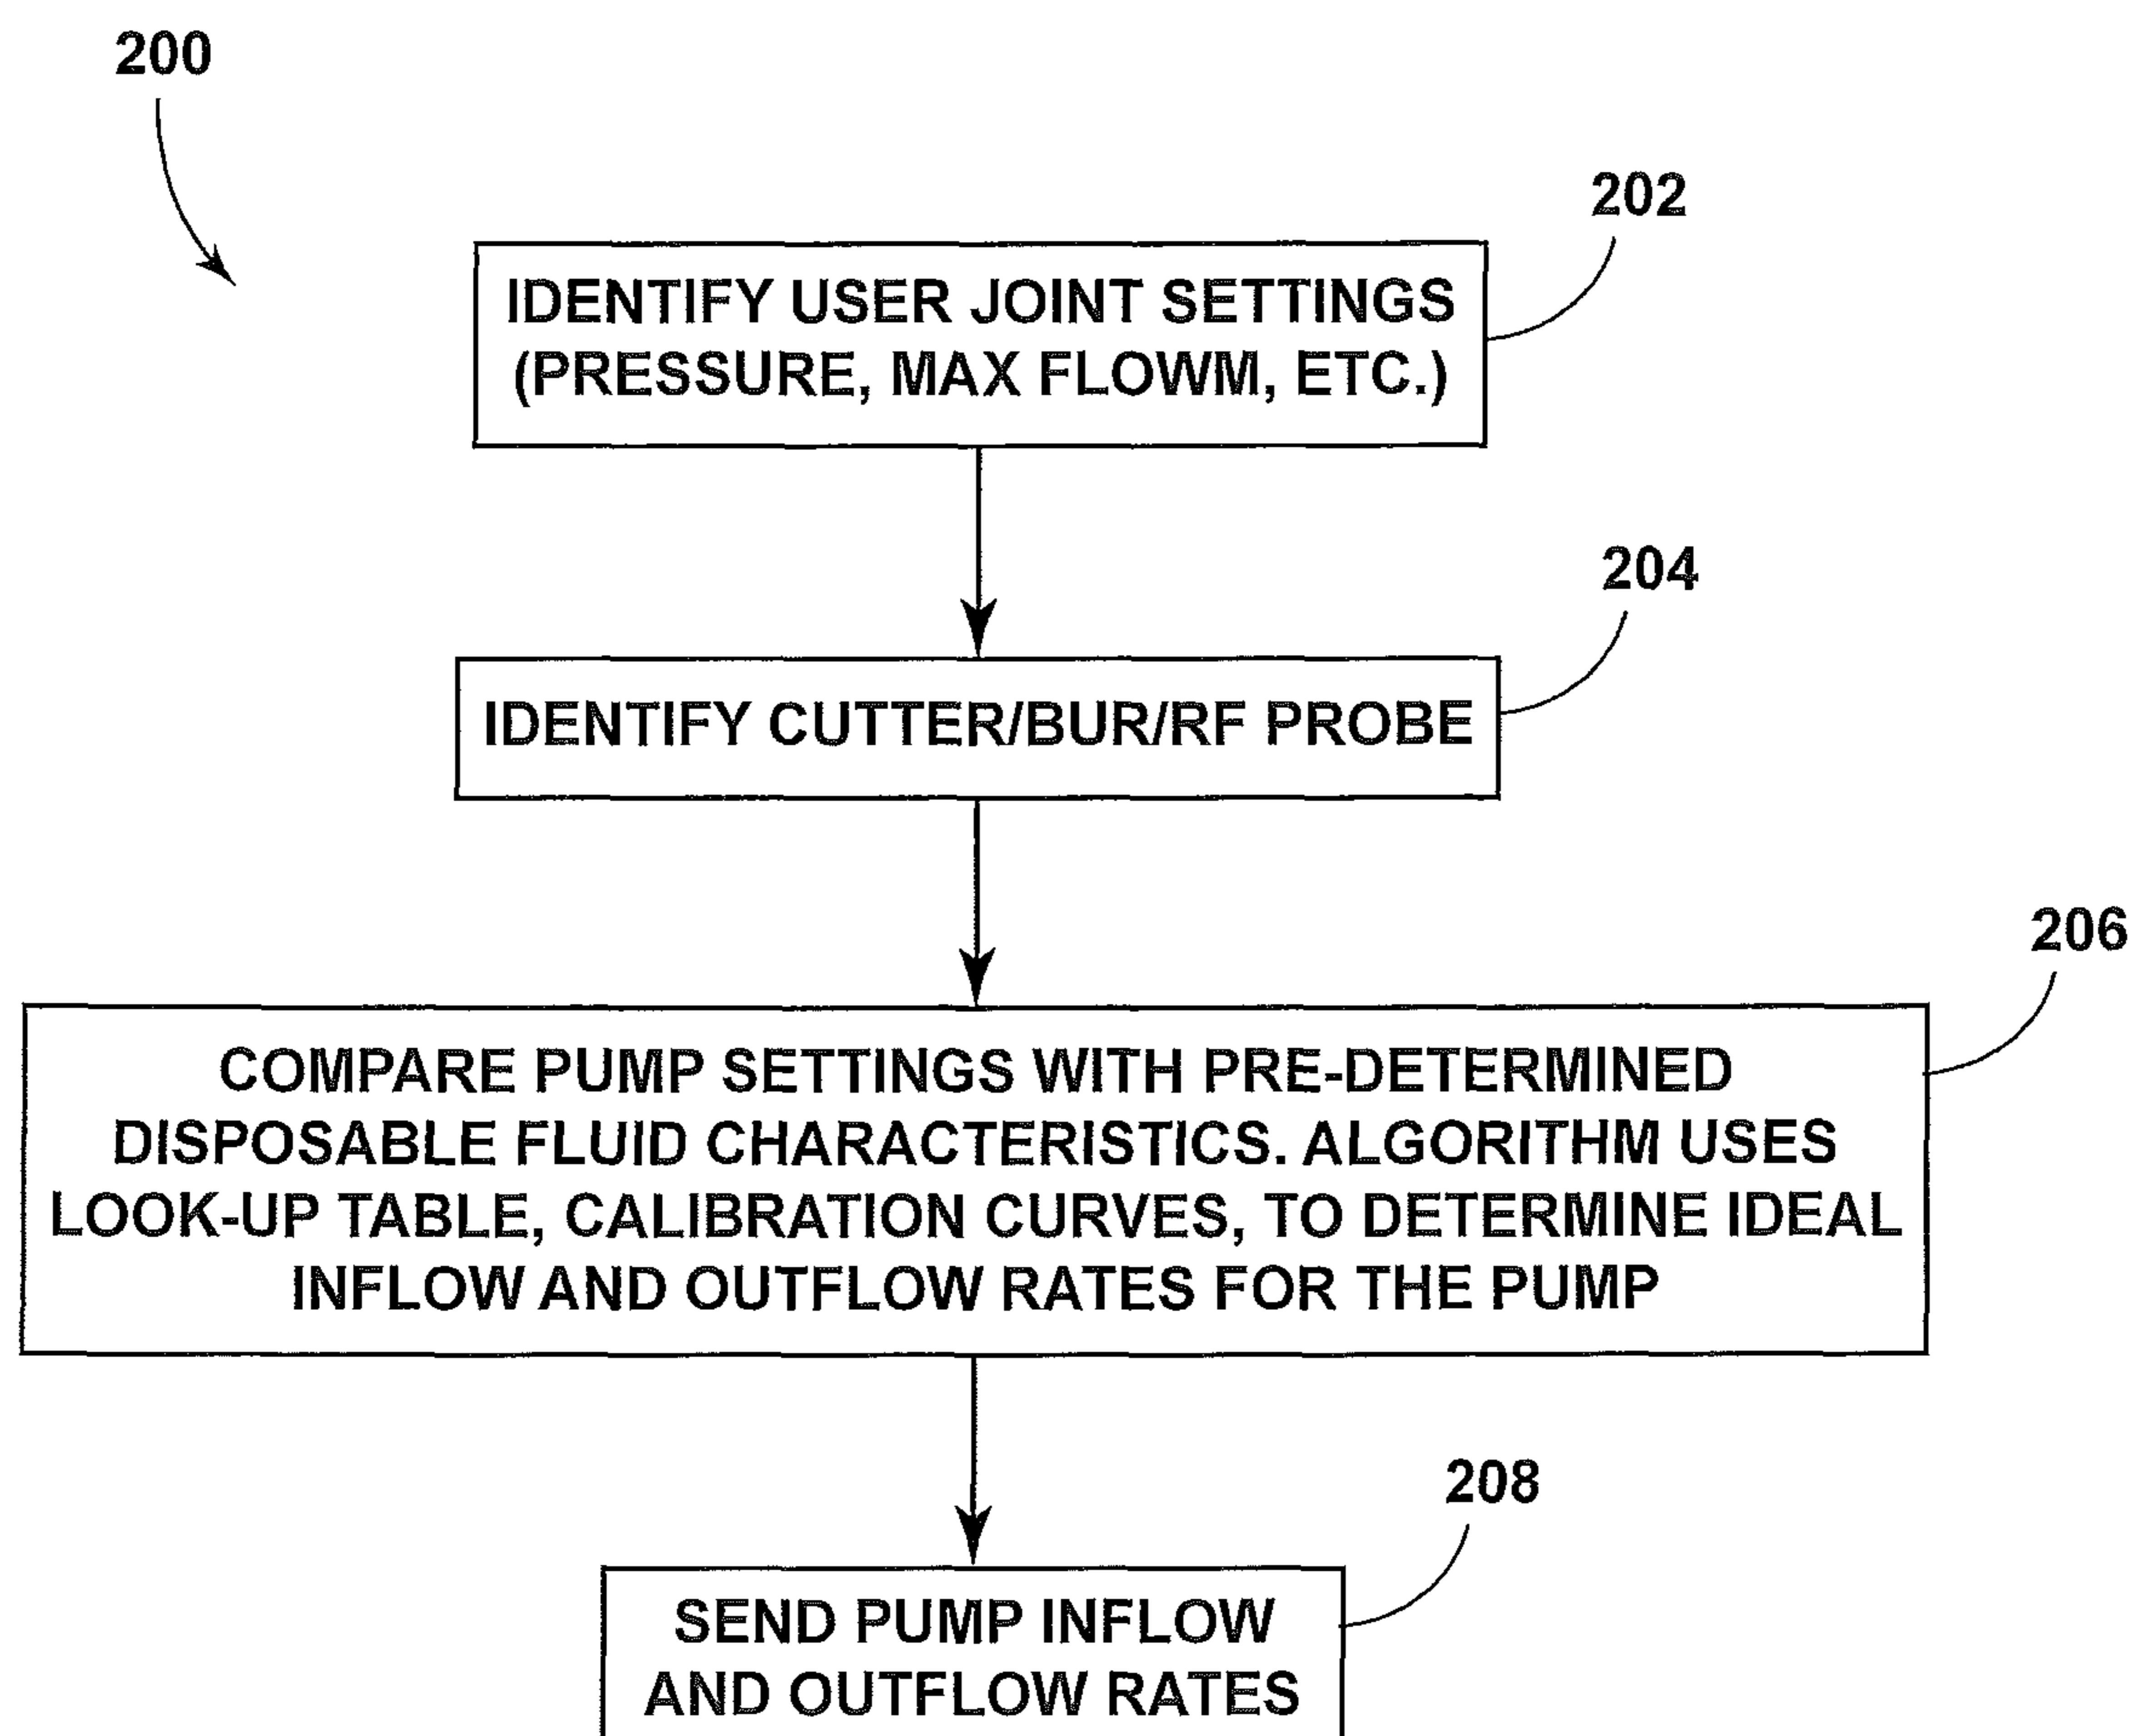 200
202
IDENTIFY USER JOINT SETTINGS
(PRESSURE, MAX FLOWM, ETC.)
204
IDENTIFY CUTTER/BUR/RF PROBE
206
COMPARE PUMP SETTINGS WITH PRE-DETERMINED
DISPOSABLE FLUID CHARACTERISTICS. ALGORITHM USES
LOOK-UP TABLE, CALIBRATION CURVES, TO DETERMINE IDEAL
INFLOW AND OUTFLOW RATES FOR THE PUMP
208
SEND PUMP INFLOW
AND OUTFLOW RATES